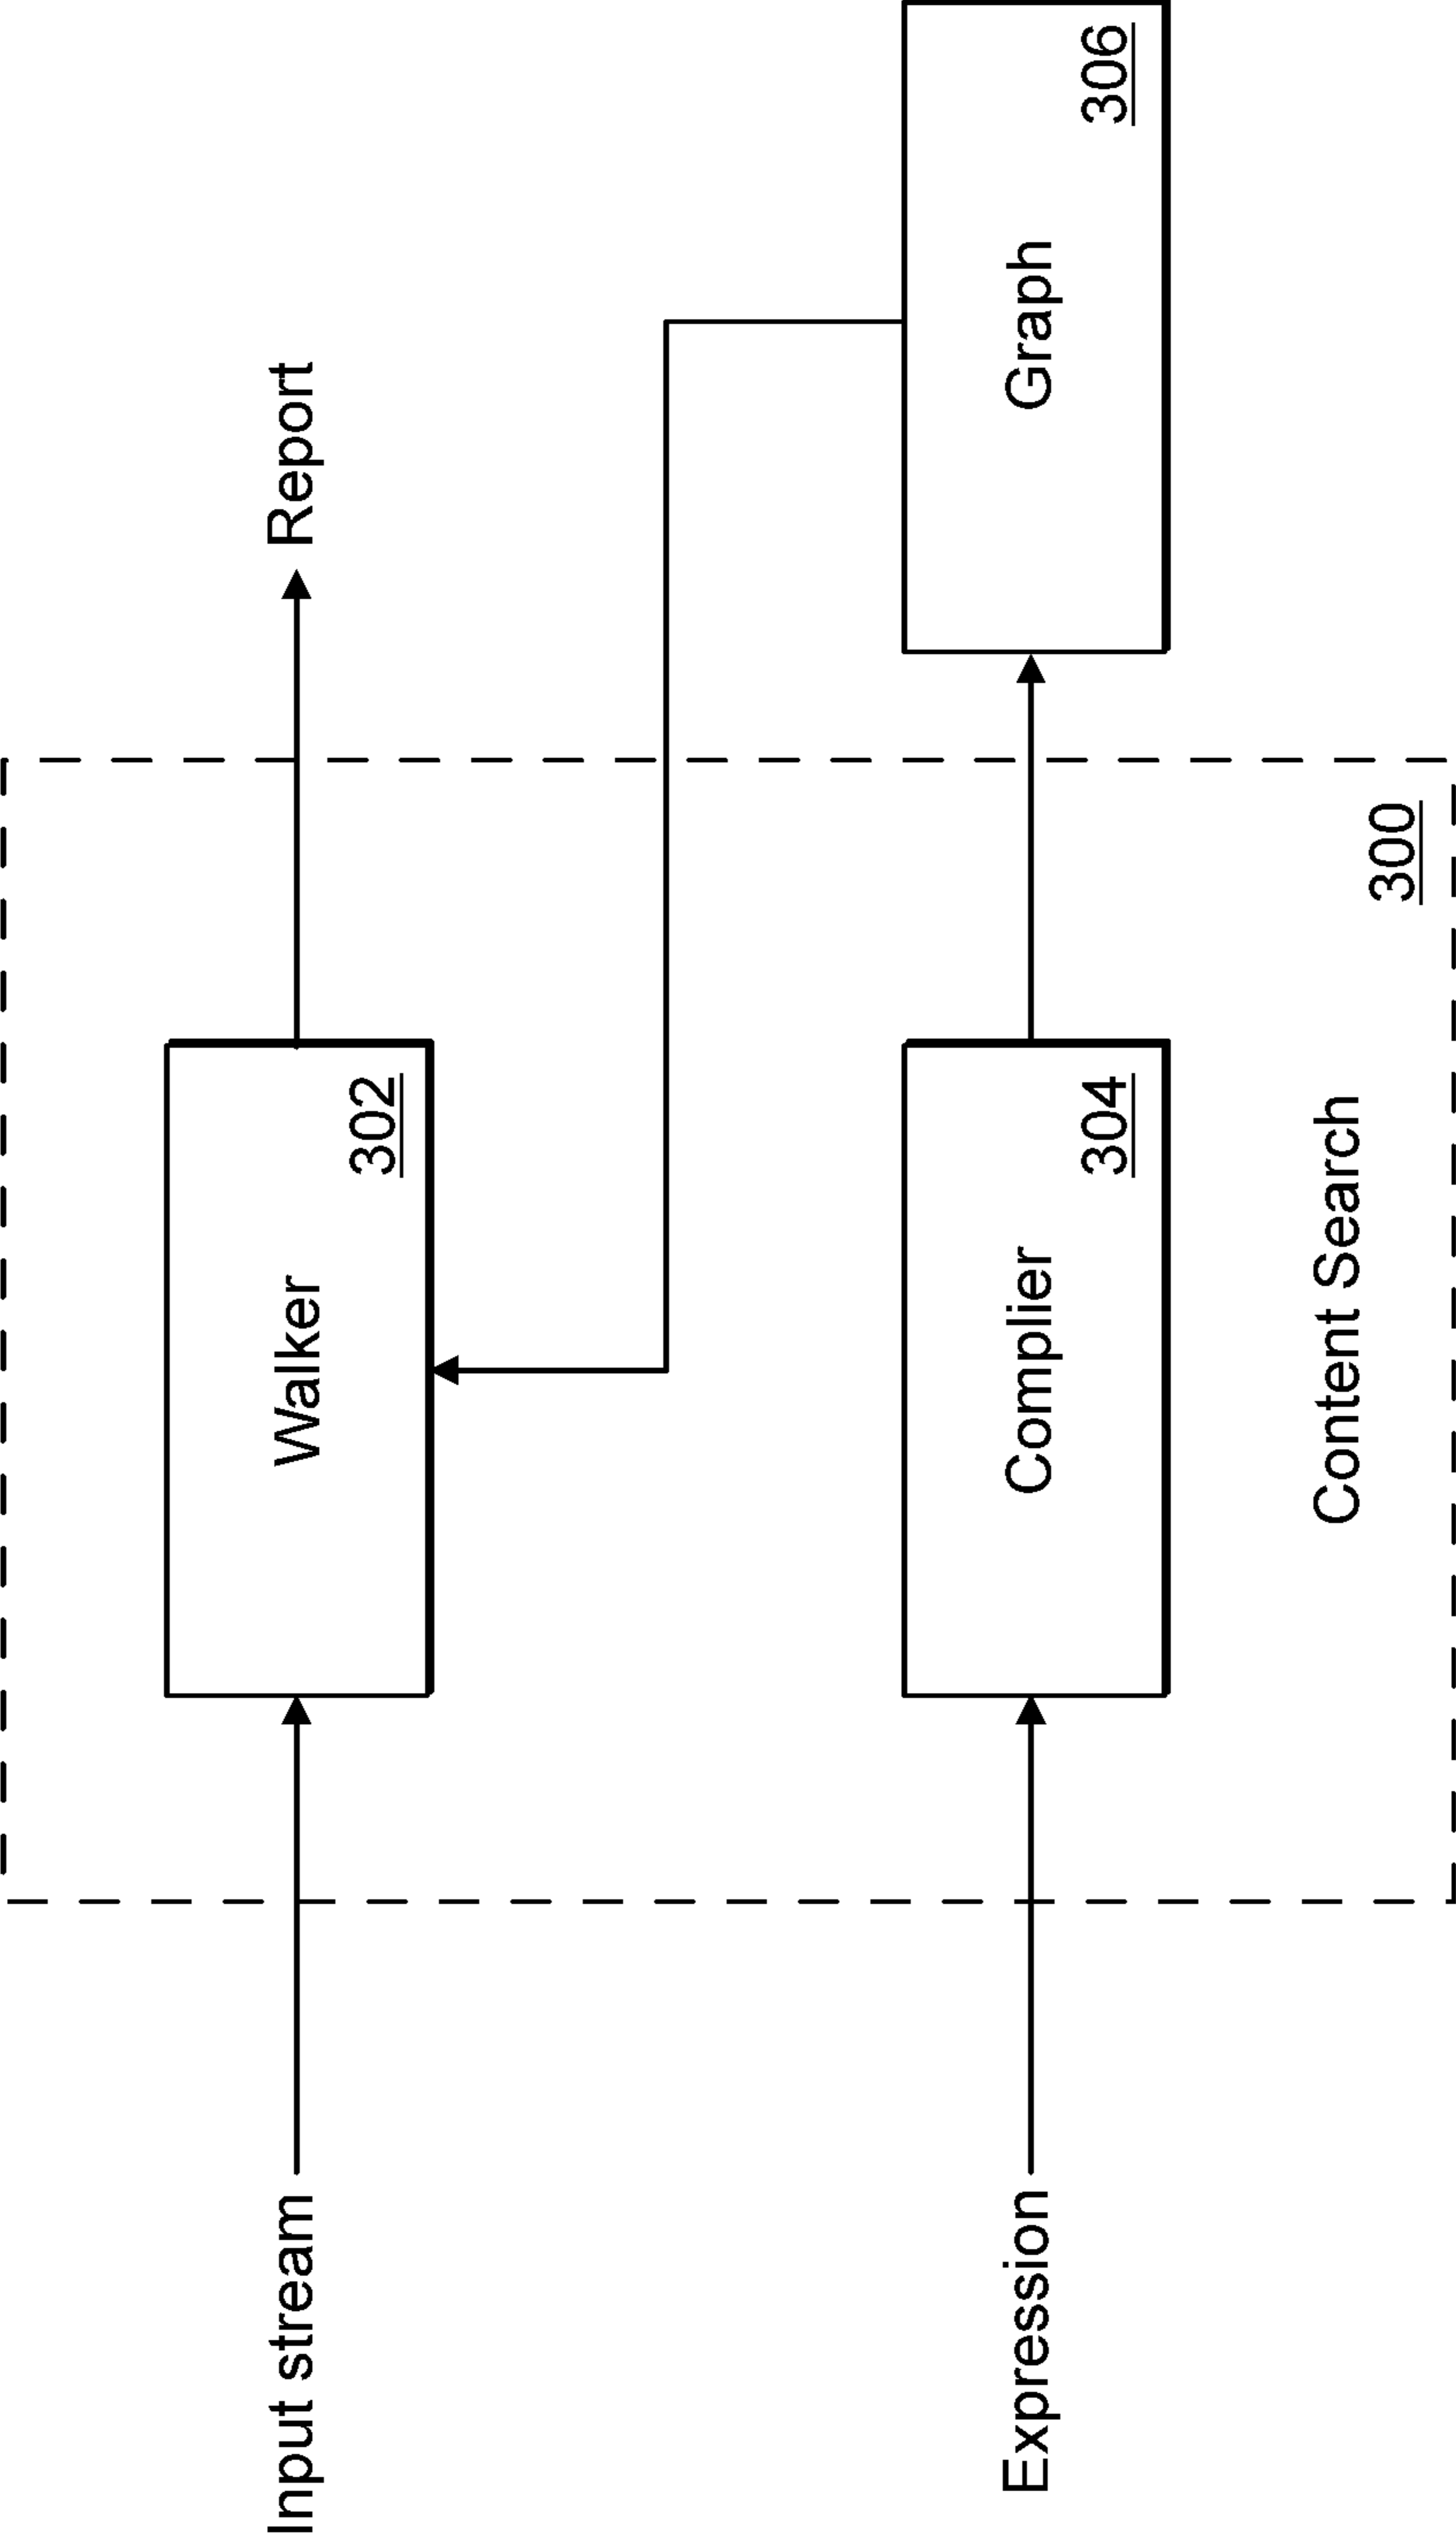 Input stream
Walker
302
Report
Expression
Complier
304
Graph
306
Content Search
300